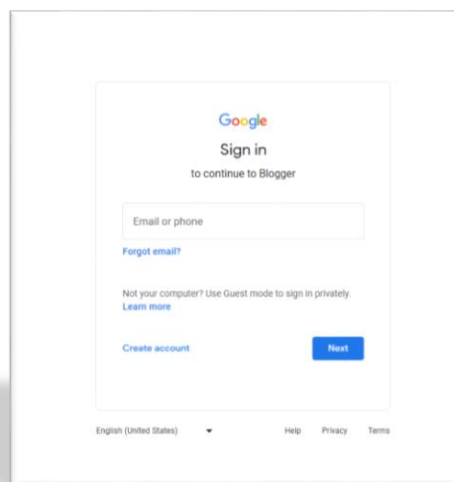 Google
Sign in
to continue to Blogger
Email or phone
Forgot email?
Not your computer? Use Guest mode to sign in privately.
Learn more
Create account
Next
English (United States)
Help Privacy Terms